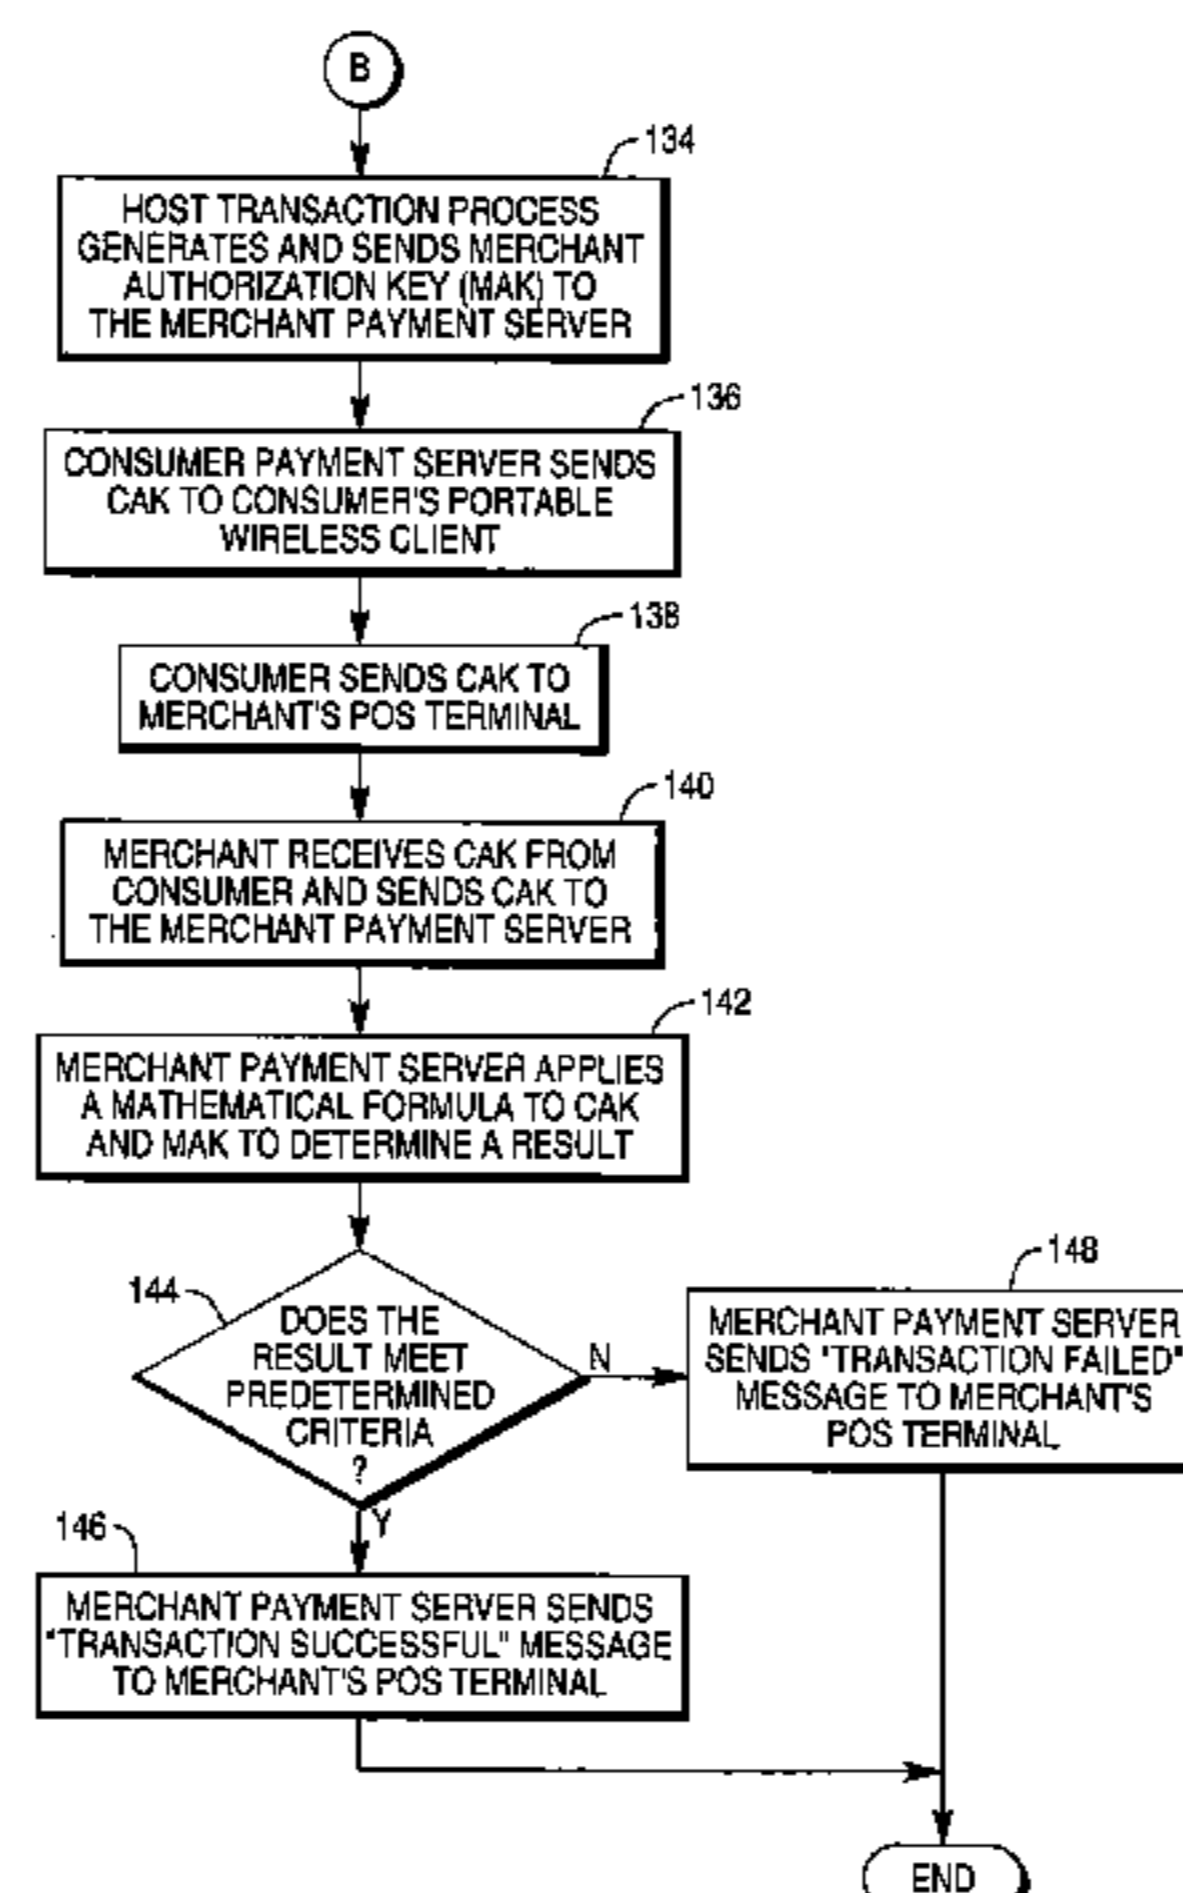 B
134
HOST TRANSACTION PROCESS
GENERATES AND SENDS MERCHANT
AUTHORIZATION KEY (MAK) TO
THE MERCHANT PAYMENT SERVER
136
CONSUMER PAYMENT SERVER SENDS
CAK TO CONSUMER'S PORTABLE
WIRELESS CLIENT
138
CONSUMER SENDS CAK TO
MERCHANT'S POS TERMINAL
140
MERCHANT RECEIVES CAK FROM
CONSUMER AND SENDS CAK TO
THE MERCHANT PAYMENT SERVER
142
MERCHANT PAYMENT SERVER APPLIES
A MATHEMATICAL FORMULA TO CAK
AND MAK TO DETERMINE A RESULT
144
DOES THE
RESULT MEET
PREDETERMINED
CRITERIA
?
N
148
MERCHANT PAYMENT SERVER
SENDS "TRANSACTION FAILED"
MESSAGE TO MERCHANT'S
POS TERMINAL
Y
146
MERCHANT PAYMENT SERVER SENDS
"TRANSACTION SUCCESSFUL" MESSAGE
TO MERCHANT'S POS TERMINAL
END